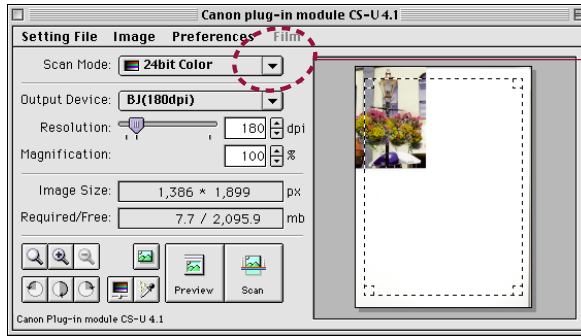 Canon plug-in module CS-U 4.1
Setting File Image Preferences Film
Scan Mode: 24bit Color
Output Device: BJ(180dpi)
Resolution: 180 dpi
Magnification: 100 %
Image Size: 1,386 * 1,899 px
Required/Free: 7.7 / 2,095.9 mb
Preview Scan
Canon Plug-in module CS-U 4.1